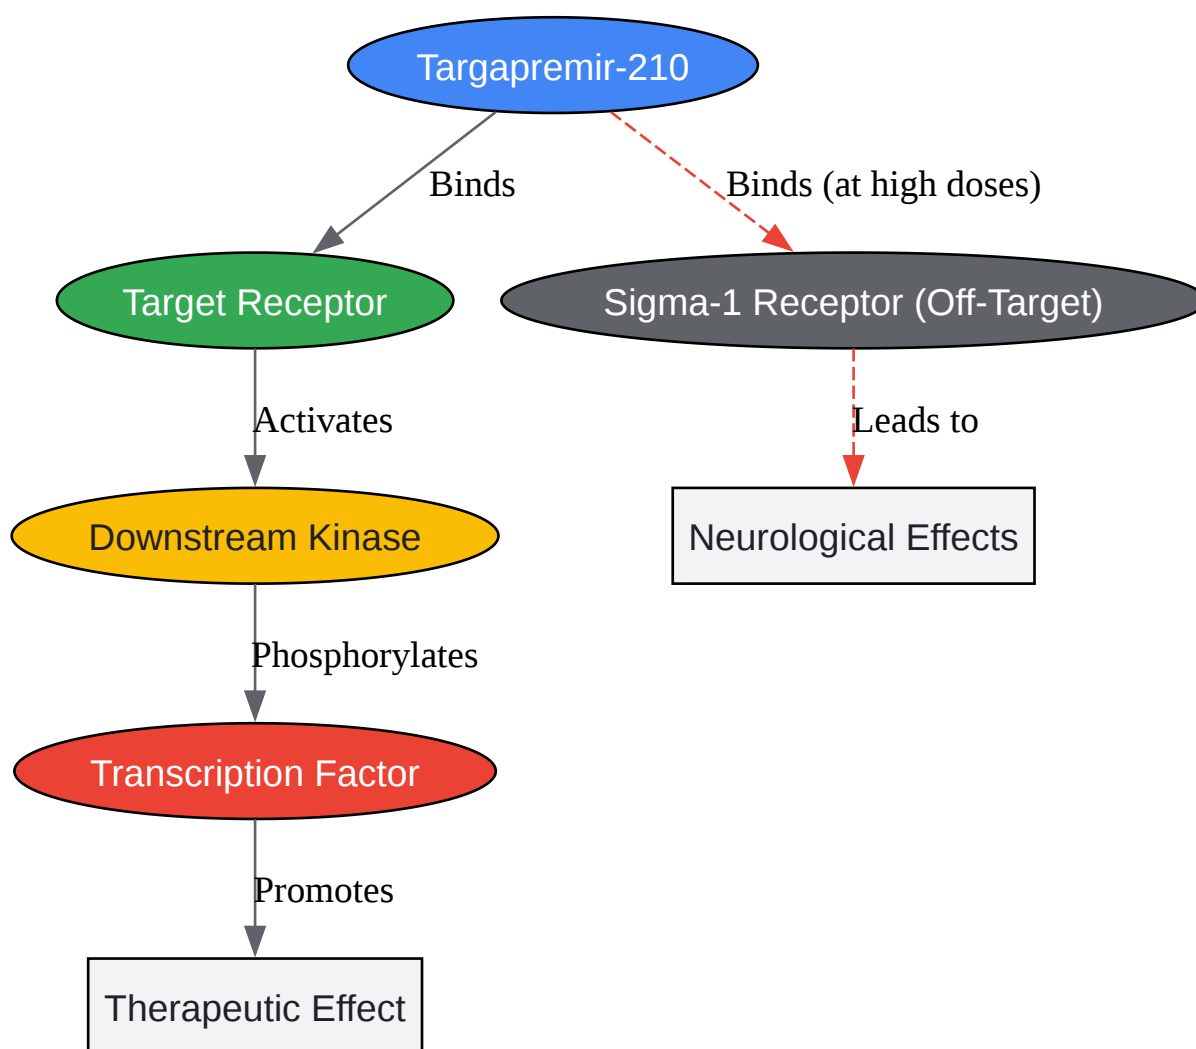 Targapremir-210
Binds
Binds (at high doses)
Target Receptor
Sigma-1 Receptor (Off-Target)
Activates
Leads to
Downstream Kinase
Neurological Effects
Phosphorylates
Transcription Factor
Promotes
Therapeutic Effect